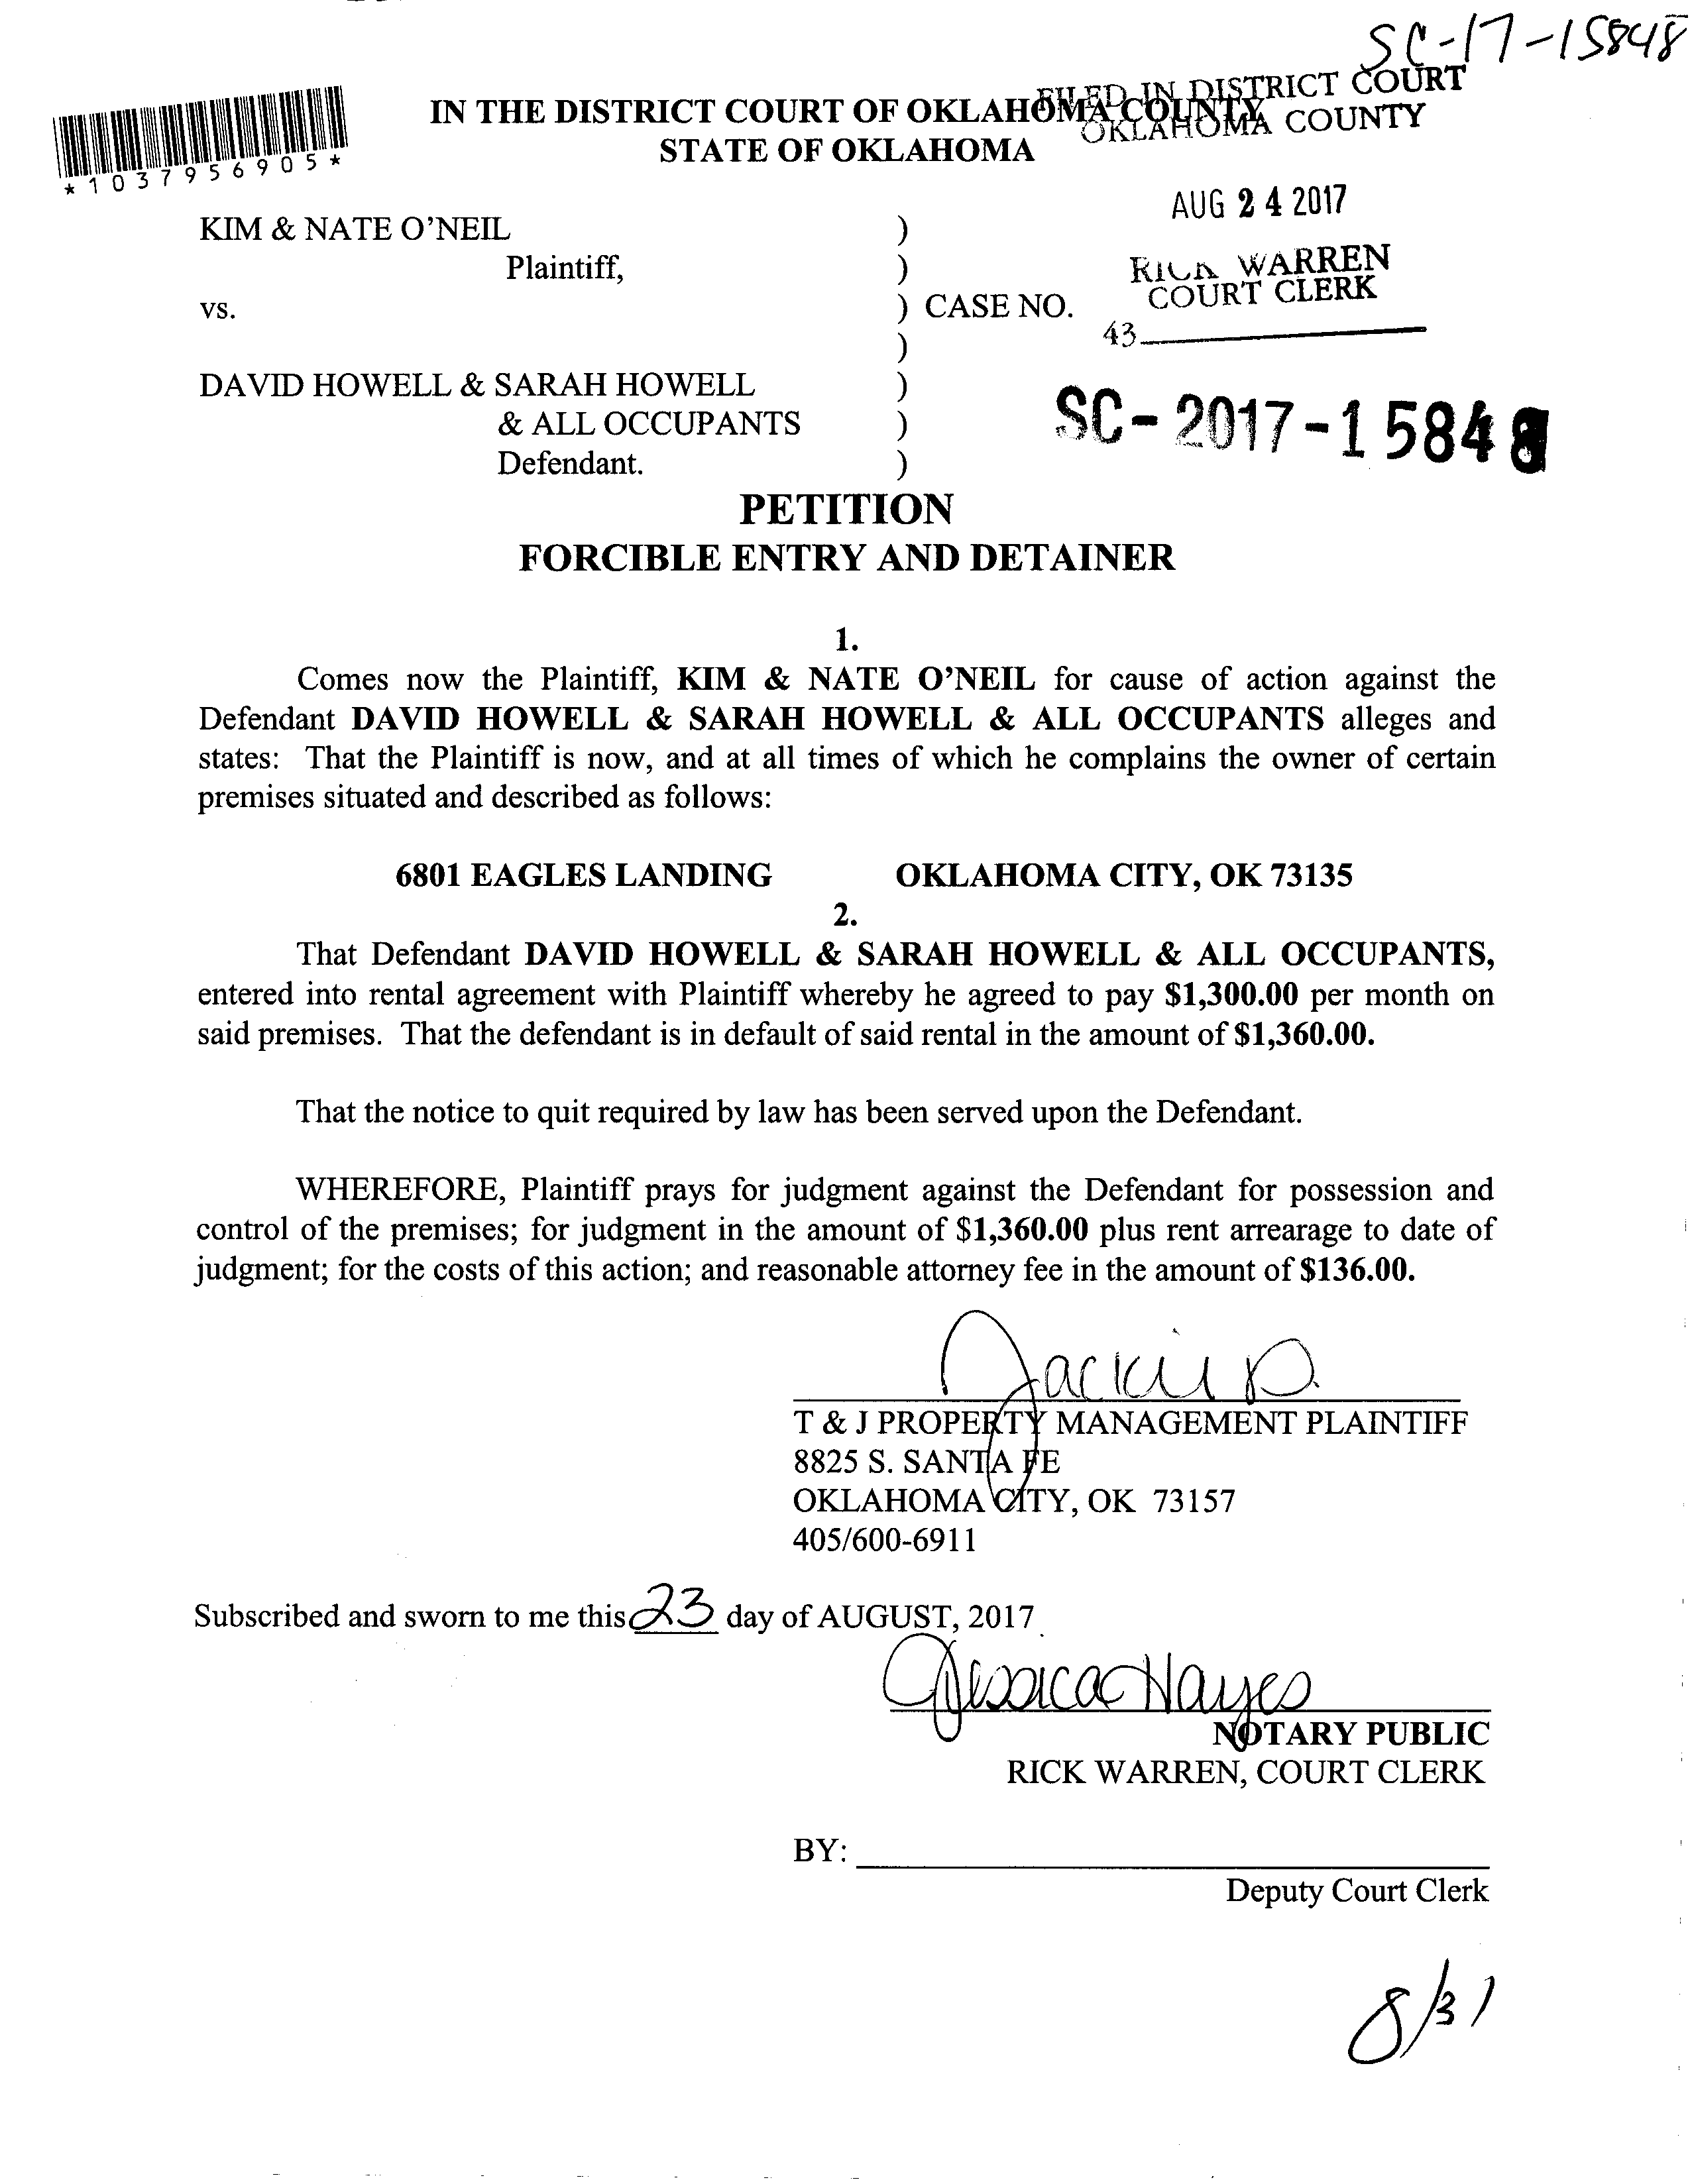 SC-17-15848
*1037956905*
IN THE DISTRICT COURT OF OKLAHOMA COUNTY
STATE OF OKLAHOMA
FILED IN DISTRICT COURT
OKLAHOMA COUNTY
AUG 24 2017
RICK WARREN
COURT CLERK
43
KIM & NATE O'NEIL )
Plaintiff, )
vs. ) CASE NO.
)
DAVID HOWELL & SARAH HOWELL )
& ALL OCCUPANTS )
Defendant. )
SC-2017-15848
PETITION
FORCIBLE ENTRY AND DETAINER
1.
Comes now the Plaintiff, KIM & NATE O'NEIL for cause of action against the
Defendant DAVID HOWELL & SARAH HOWELL & ALL OCCUPANTS alleges and
states: That the Plaintiff is now, and at all times of which he complains the owner of certain
premises situated and described as follows:
6801 EAGLES LANDING OKLAHOMA CITY, OK 73135
2.
That Defendant DAVID HOWELL & SARAH HOWELL & ALL OCCUPANTS,
entered into rental agreement with Plaintiff whereby he agreed to pay $1,300.00 per month on
said premises. That the defendant is in default of said rental in the amount of $1,360.00.
That the notice to quit required by law has been served upon the Defendant.
WHEREFORE, Plaintiff prays for judgment against the Defendant for possession and
control of the premises; for judgment in the amount of $1,360.00 plus rent arrearage to date of
judgment; for the costs of this action; and reasonable attorney fee in the amount of $136.00.
Jackie D.
T & J PROPERTY MANAGEMENT PLAINTIFF
8825 S. SANTA FE
OKLAHOMA CITY, OK 73157
405/600-6911
Subscribed and sworn to me this 23 day of AUGUST, 2017
Jessica Hayes
NOTARY PUBLIC
RICK WARREN, COURT CLERK
BY:
Deputy Court Clerk
8/31